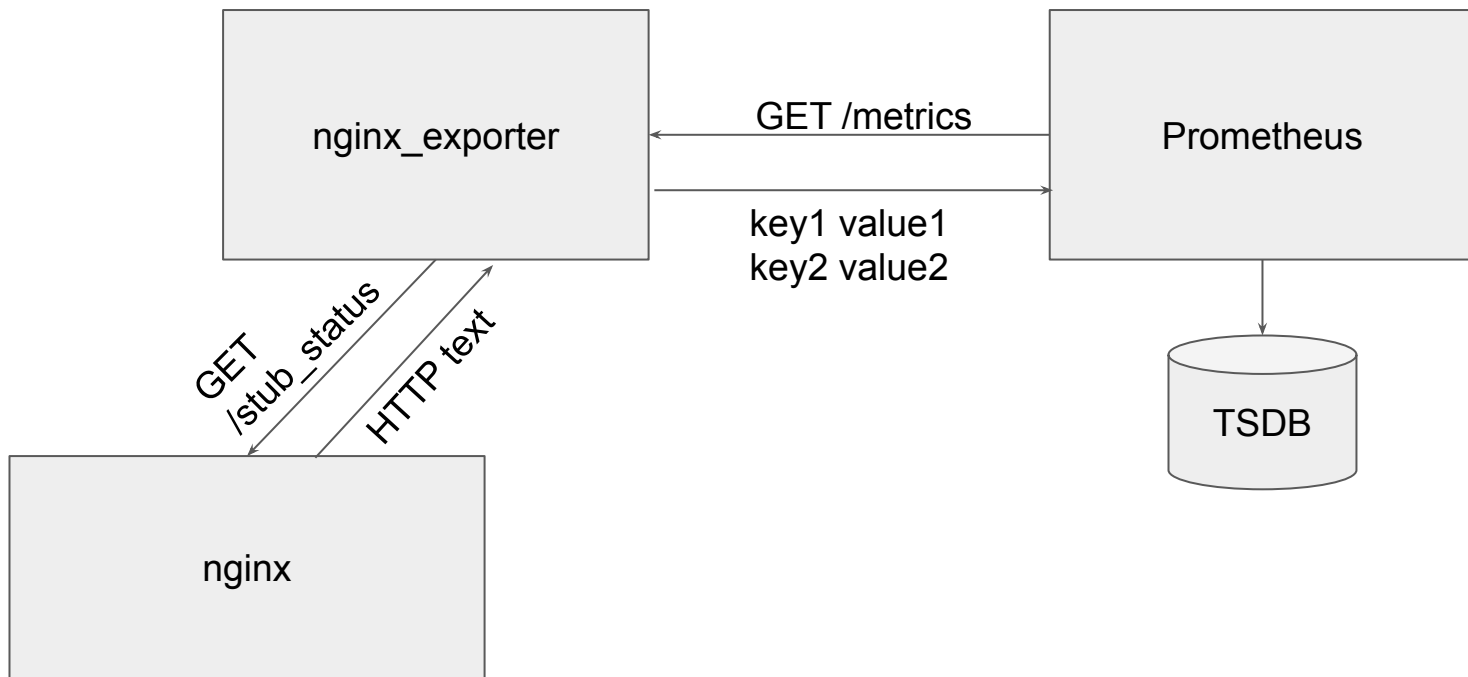 nginx_exporter
GET /metrics
Prometheus
key1 value1
key2 value2
GET
/stub_status
HTTP text
TSDB
nginx